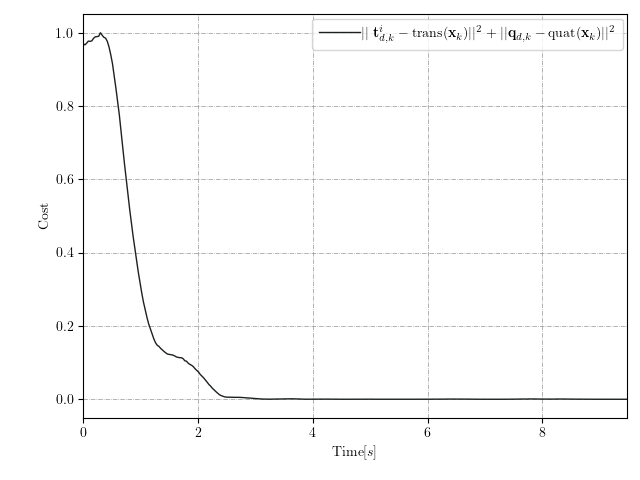 || t^i_{d,k} − trans(x_k)||² + ||q_{d,k} − quat(x_k)||²
1.0
0.8
0.6
0.4
0.2
0.0
Cost
0 2 4 6 8
Time[s]